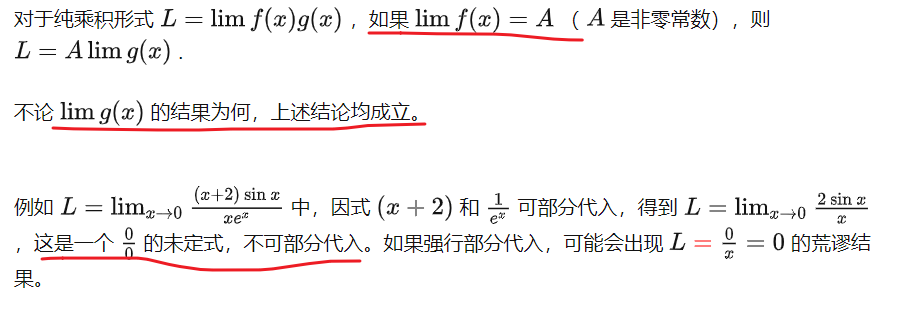 对于纯乘积形式 L = lim f(x)g(x) ，如果 lim f(x) = A （ A 是非零常数），则
L = A lim g(x) .
不论 lim g(x) 的结果为何，上述结论均成立。
例如 L = lim_{x→0} \frac{(x+2) sin x}{xe^x} 中，因式 (x + 2) 和 \frac{1}{e^x} 可部分代入，得到 L = lim_{x→0} \frac{2 sin x}{x}
，这是一个 \frac{0}{0} 的未定式，不可部分代入。如果强行部分代入，可能会出现 L = \frac{0}{x} = 0 的荒谬结
果。